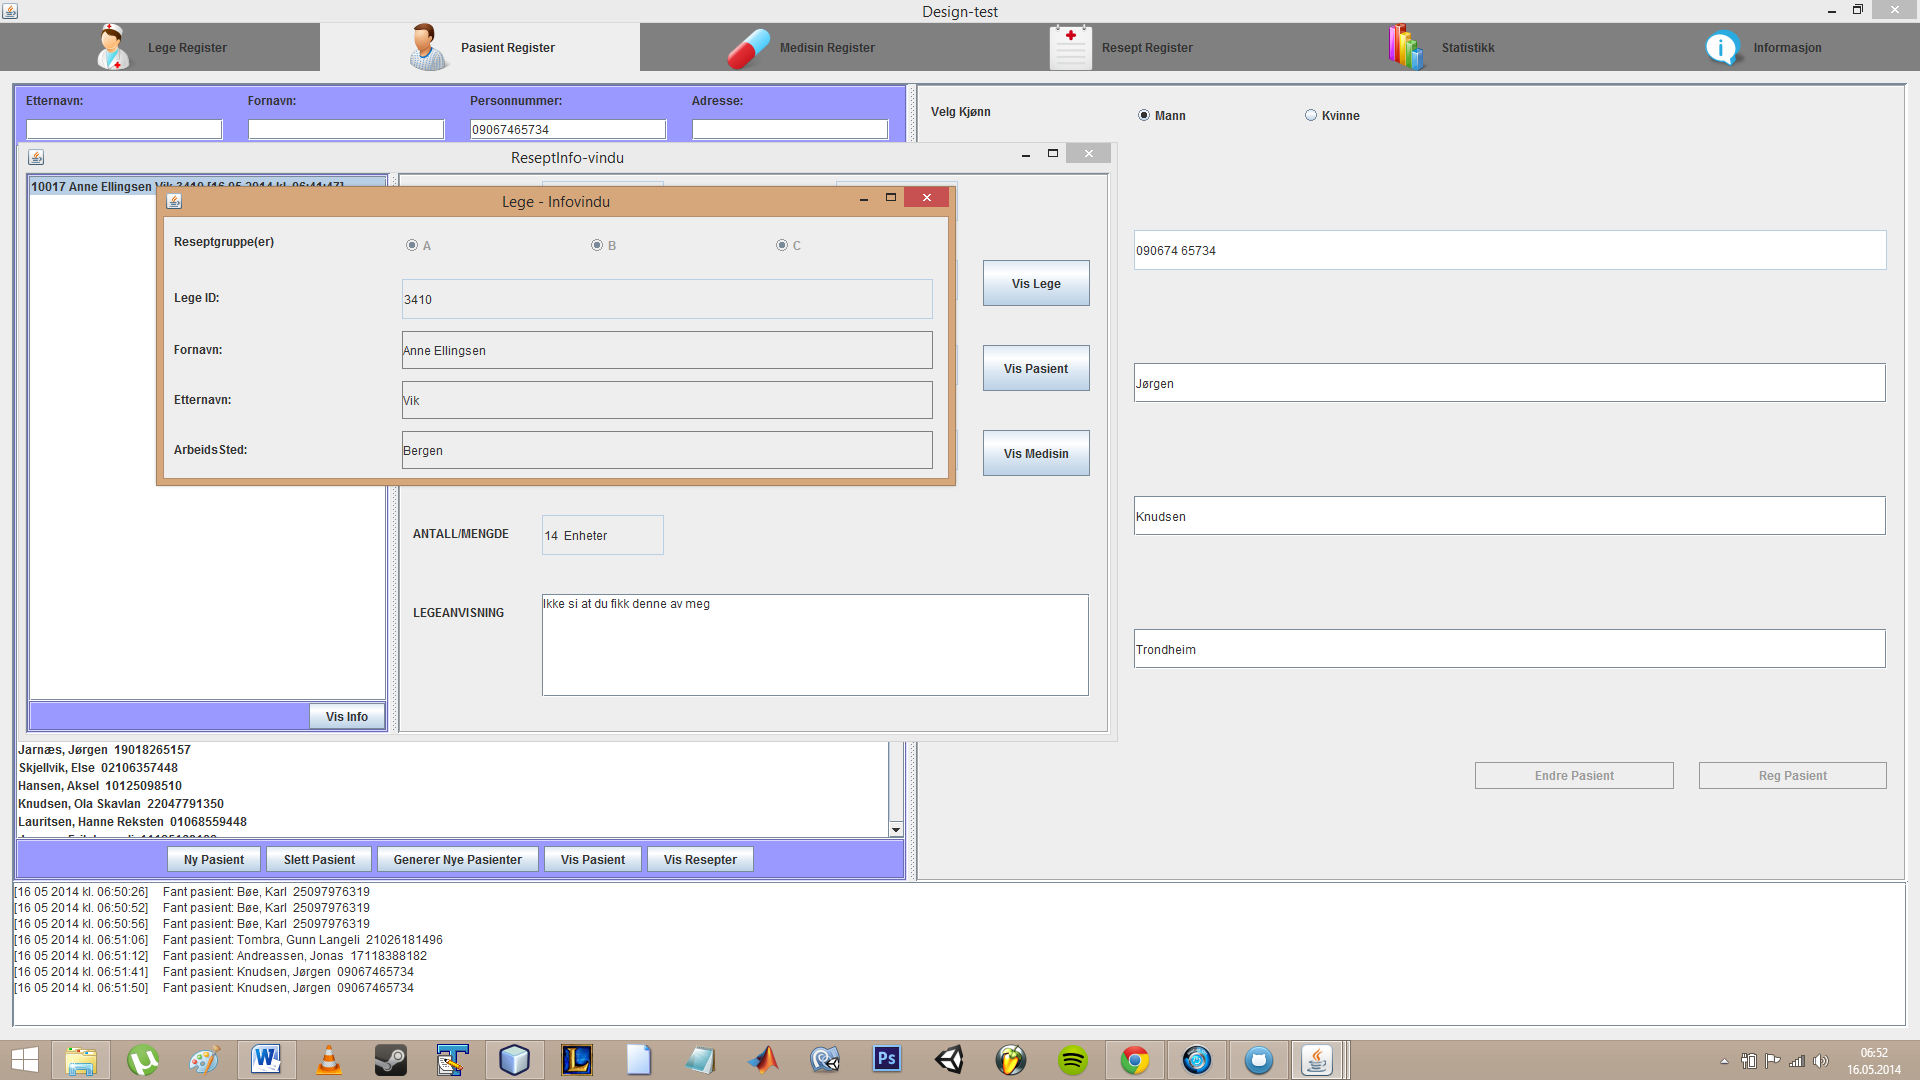 Design-test
Lege Register
Pasient Register
Medisin Register
Resept Register
Statistikk
Informasjon
Etternavn:
Fornavn:
Personnummer:
Adresse:
09067465734
Velg Kjønn
Mann
Kvinne
ReseptInfo-vindu
10017 Anne Ellingsen Vik 3410 [16 05 2014 kl. 06:41:47]
Lege - Infovindu
Reseptgruppe(er)
A
B
C
Lege ID:
3410
Fornavn:
Anne Ellingsen
Etternavn:
Vik
ArbeidsSted:
Bergen
Vis Lege
Vis Pasient
Vis Medisin
090674 65734
Jørgen
Knudsen
Trondheim
ANTALL/MENGDE
14 Enheter
LEGEANVISNING
Ikke si at du fikk denne av meg
Vis Info
Jarnæs, Jørgen 19018265157
Skjellvik, Else 02106357448
Hansen, Aksel 10125098510
Knudsen, Ola Skavlan 22047791350
Lauritsen, Hanne Reksten 01068559448
Endre Pasient
Reg Pasient
Ny Pasient
Slett Pasient
Generer Nye Pasienter
Vis Pasient
Vis Resepter
[16 05 2014 kl. 06:50:26] Fant pasient: Bøe, Karl 25097976319
[16 05 2014 kl. 06:50:52] Fant pasient: Bøe, Karl 25097976319
[16 05 2014 kl. 06:50:56] Fant pasient: Bøe, Karl 25097976319
[16 05 2014 kl. 06:51:06] Fant pasient: Tombra, Gunn Langeli 21026181496
[16 05 2014 kl. 06:51:12] Fant pasient: Andreassen, Jonas 17118388182
[16 05 2014 kl. 06:51:41] Fant pasient: Knudsen, Jørgen 09067465734
[16 05 2014 kl. 06:51:50] Fant pasient: Knudsen, Jørgen 09067465734
06:52
16.05.2014